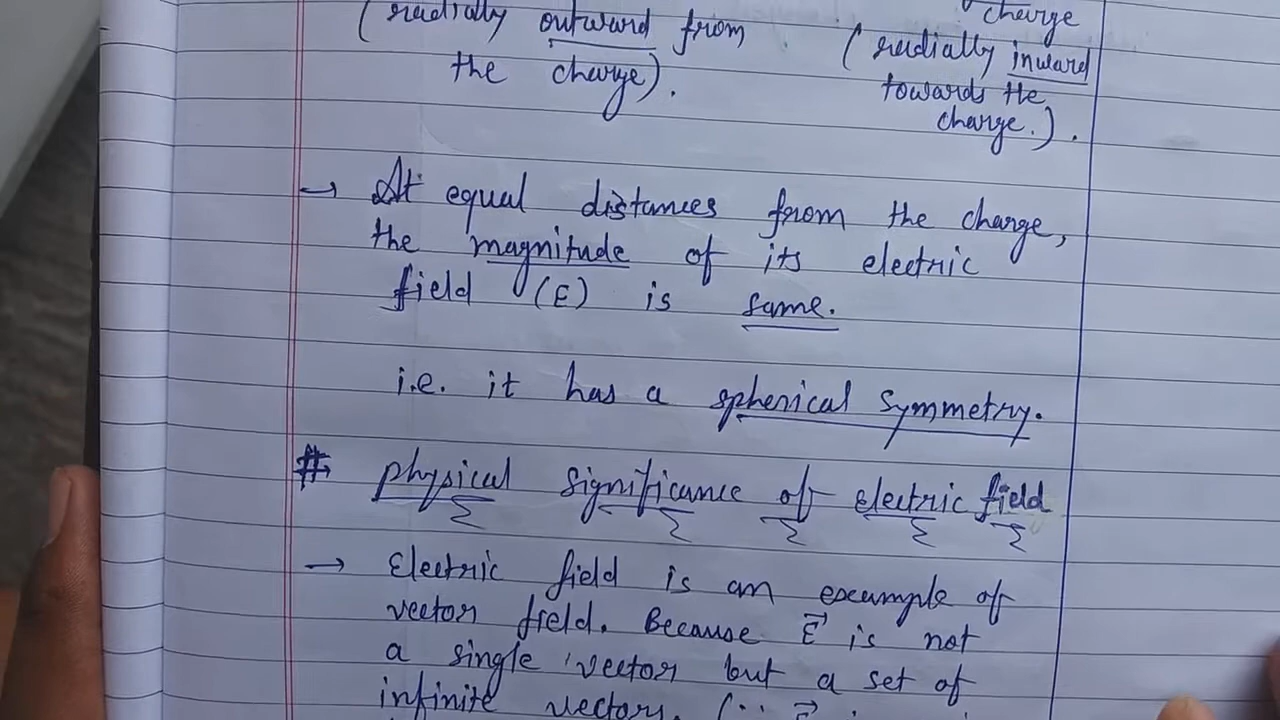 charge
(radially outward from
the charge).
(radially inward
towards the
charge.).
→ At equal distances from the charge,
the magnitude of its electric
field (E) is same.
i.e. it has a spherical symmetry.
# physical significance of electric field
→ Electric field is an example of
vector field. Because E⃗ is not
a single vector but a set of
infinite vectors. (∵ E⃗